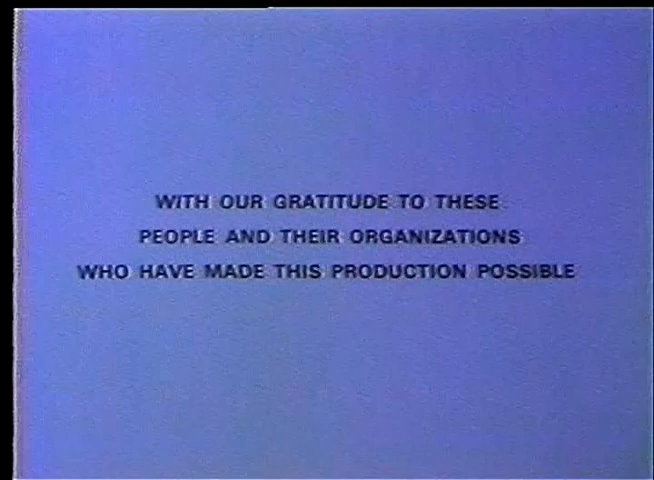 WITH OUR GRATITUDE TO THESE
PEOPLE AND THEIR ORGANIZATIONS
WHO HAVE MADE THIS PRODUCTION POSSIBLE